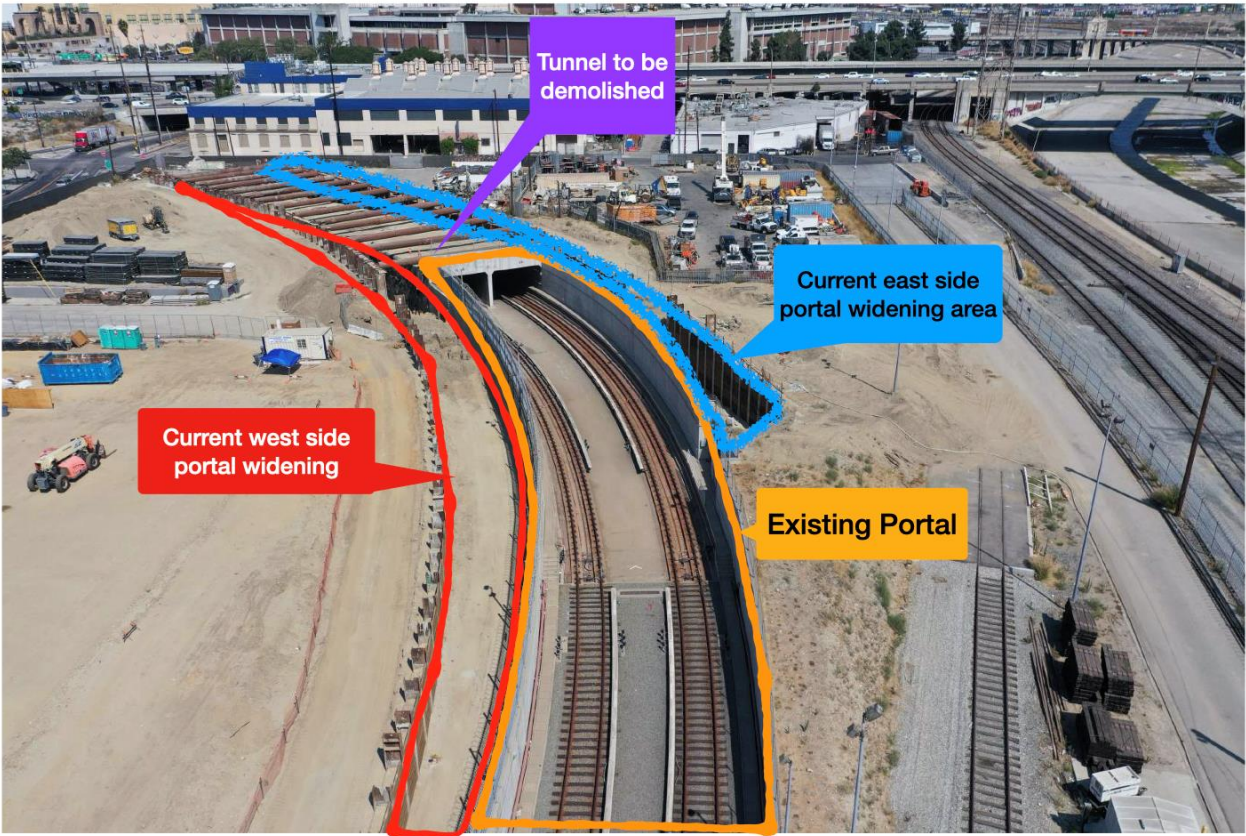 Tunnel to be
demolished
Current east side
portal widening area
Current west side
portal widening
Existing Portal